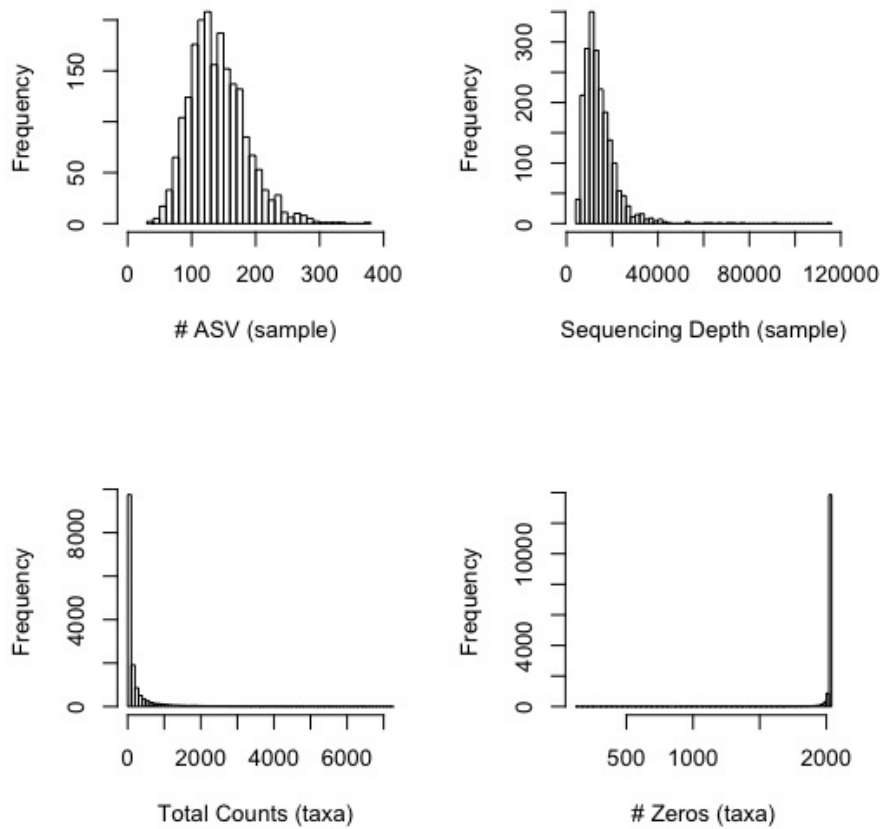 Frequency
0 50 150
0 100 200 300 400
# ASV (sample)
Frequency
0 100 200 300
0 40000 80000 120000
Sequencing Depth (sample)
Frequency
0 4000 8000
0 2000 4000 6000
Total Counts (taxa)
Frequency
0 4000 10000
500 1000 2000
# Zeros (taxa)